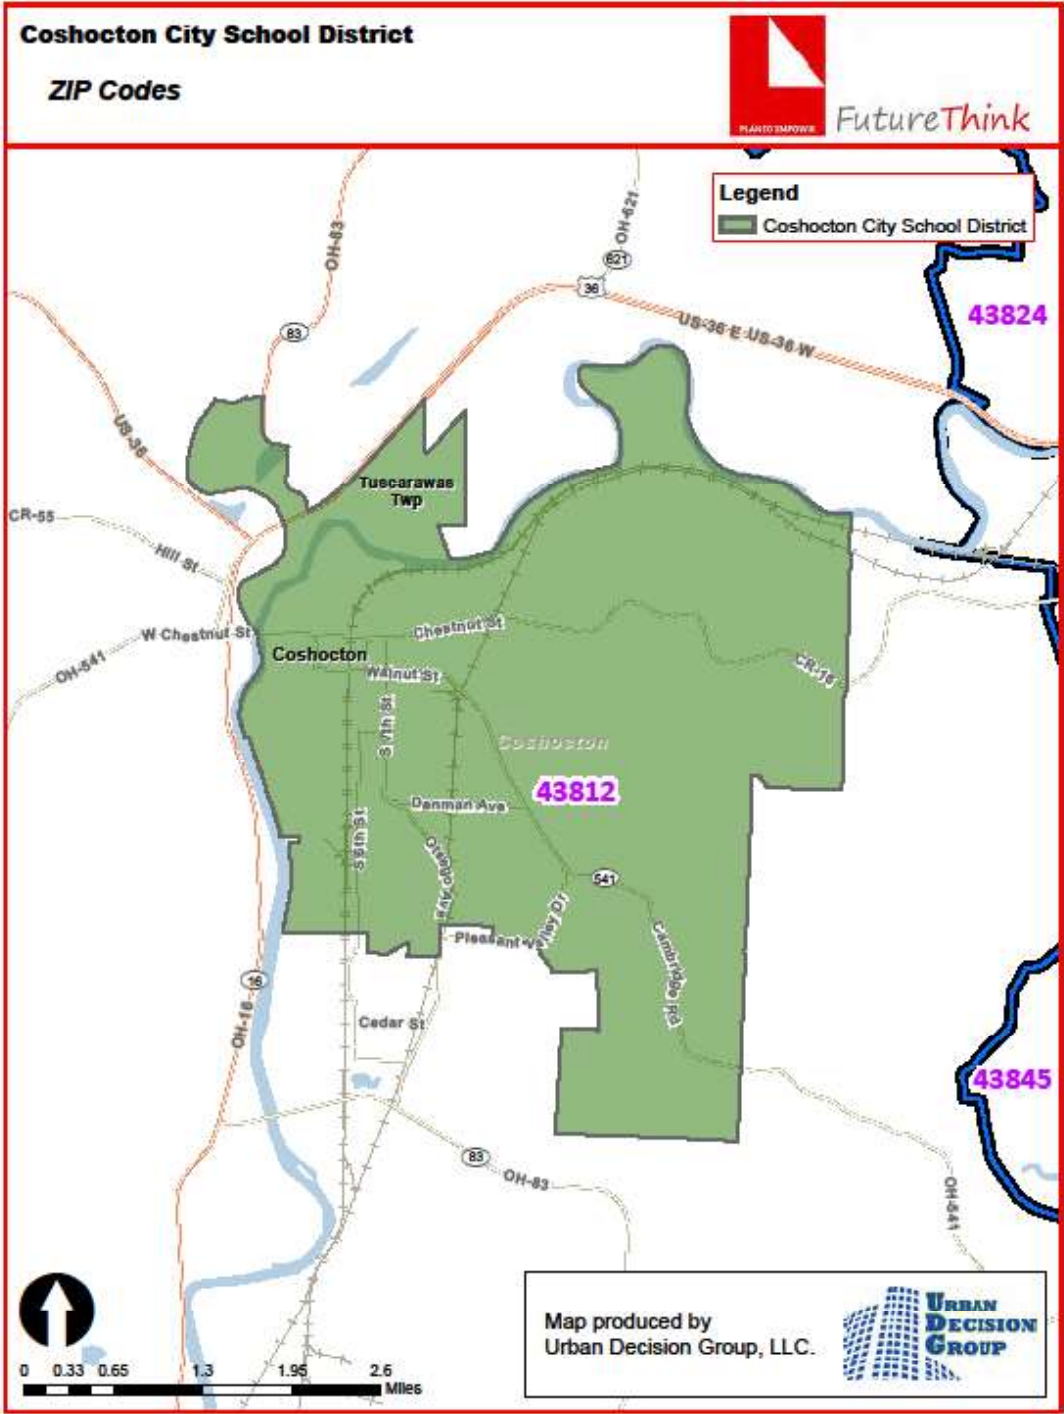 Coshocton City School District
ZIP Codes
PLAN TO EMPOWER
FutureThink
Legend
Coshocton City School District
OH-83
OH-621
621
36
83
US-36 E US-36 W
43824
US-36
Tuscarawas
Twp
CR-55
Hill St
W Chestnut St
Chestnut St
OH-541
Coshocton
Walnut St
CR-16
S 7th St
Coshocton
43812
Denman Ave
S 6th St
Otsego Ave
541
Pleasant Valley Dr
Cambridge Rd
16
OH-16
Cedar St
43845
83
OH-83
OH-541
Map produced by
Urban Decision Group, LLC.
URBAN
DECISION
GROUP
0 0.33 0.65 1.3 1.95 2.6
Miles